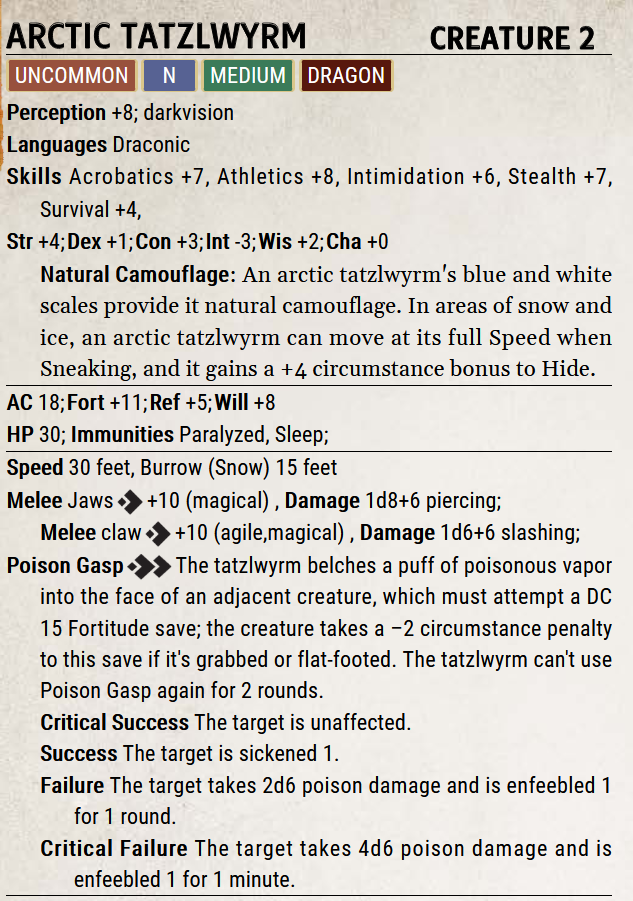 ARCTIC TATZLWYRM CREATURE 2
UNCOMMON N MEDIUM DRAGON
Perception +8; darkvision
Languages Draconic
Skills Acrobatics +7, Athletics +8, Intimidation +6, Stealth +7,
Survival +4,
Str +4;Dex +1;Con +3;Int -3;Wis +2;Cha +0
Natural Camouflage: An arctic tatzlwyrm's blue and white
scales provide it natural camouflage. In areas of snow and
ice, an arctic tatzlwyrm can move at its full Speed when
Sneaking, and it gains a +4 circumstance bonus to Hide.
AC 18;Fort +11;Ref +5;Will +8
HP 30; Immunities Paralyzed, Sleep;
Speed 30 feet, Burrow (Snow) 15 feet
Melee Jaws +10 (magical) , Damage 1d8+6 piercing;
Melee claw +10 (agile,magical) , Damage 1d6+6 slashing;
Poison Gasp The tatzlwyrm belches a puff of poisonous vapor
into the face of an adjacent creature, which must attempt a DC
15 Fortitude save; the creature takes a −2 circumstance penalty
to this save if it's grabbed or flat-footed. The tatzlwyrm can't use
Poison Gasp again for 2 rounds.
Critical Success The target is unaffected.
Success The target is sickened 1.
Failure The target takes 2d6 poison damage and is enfeebled 1
for 1 round.
Critical Failure The target takes 4d6 poison damage and is
enfeebled 1 for 1 minute.